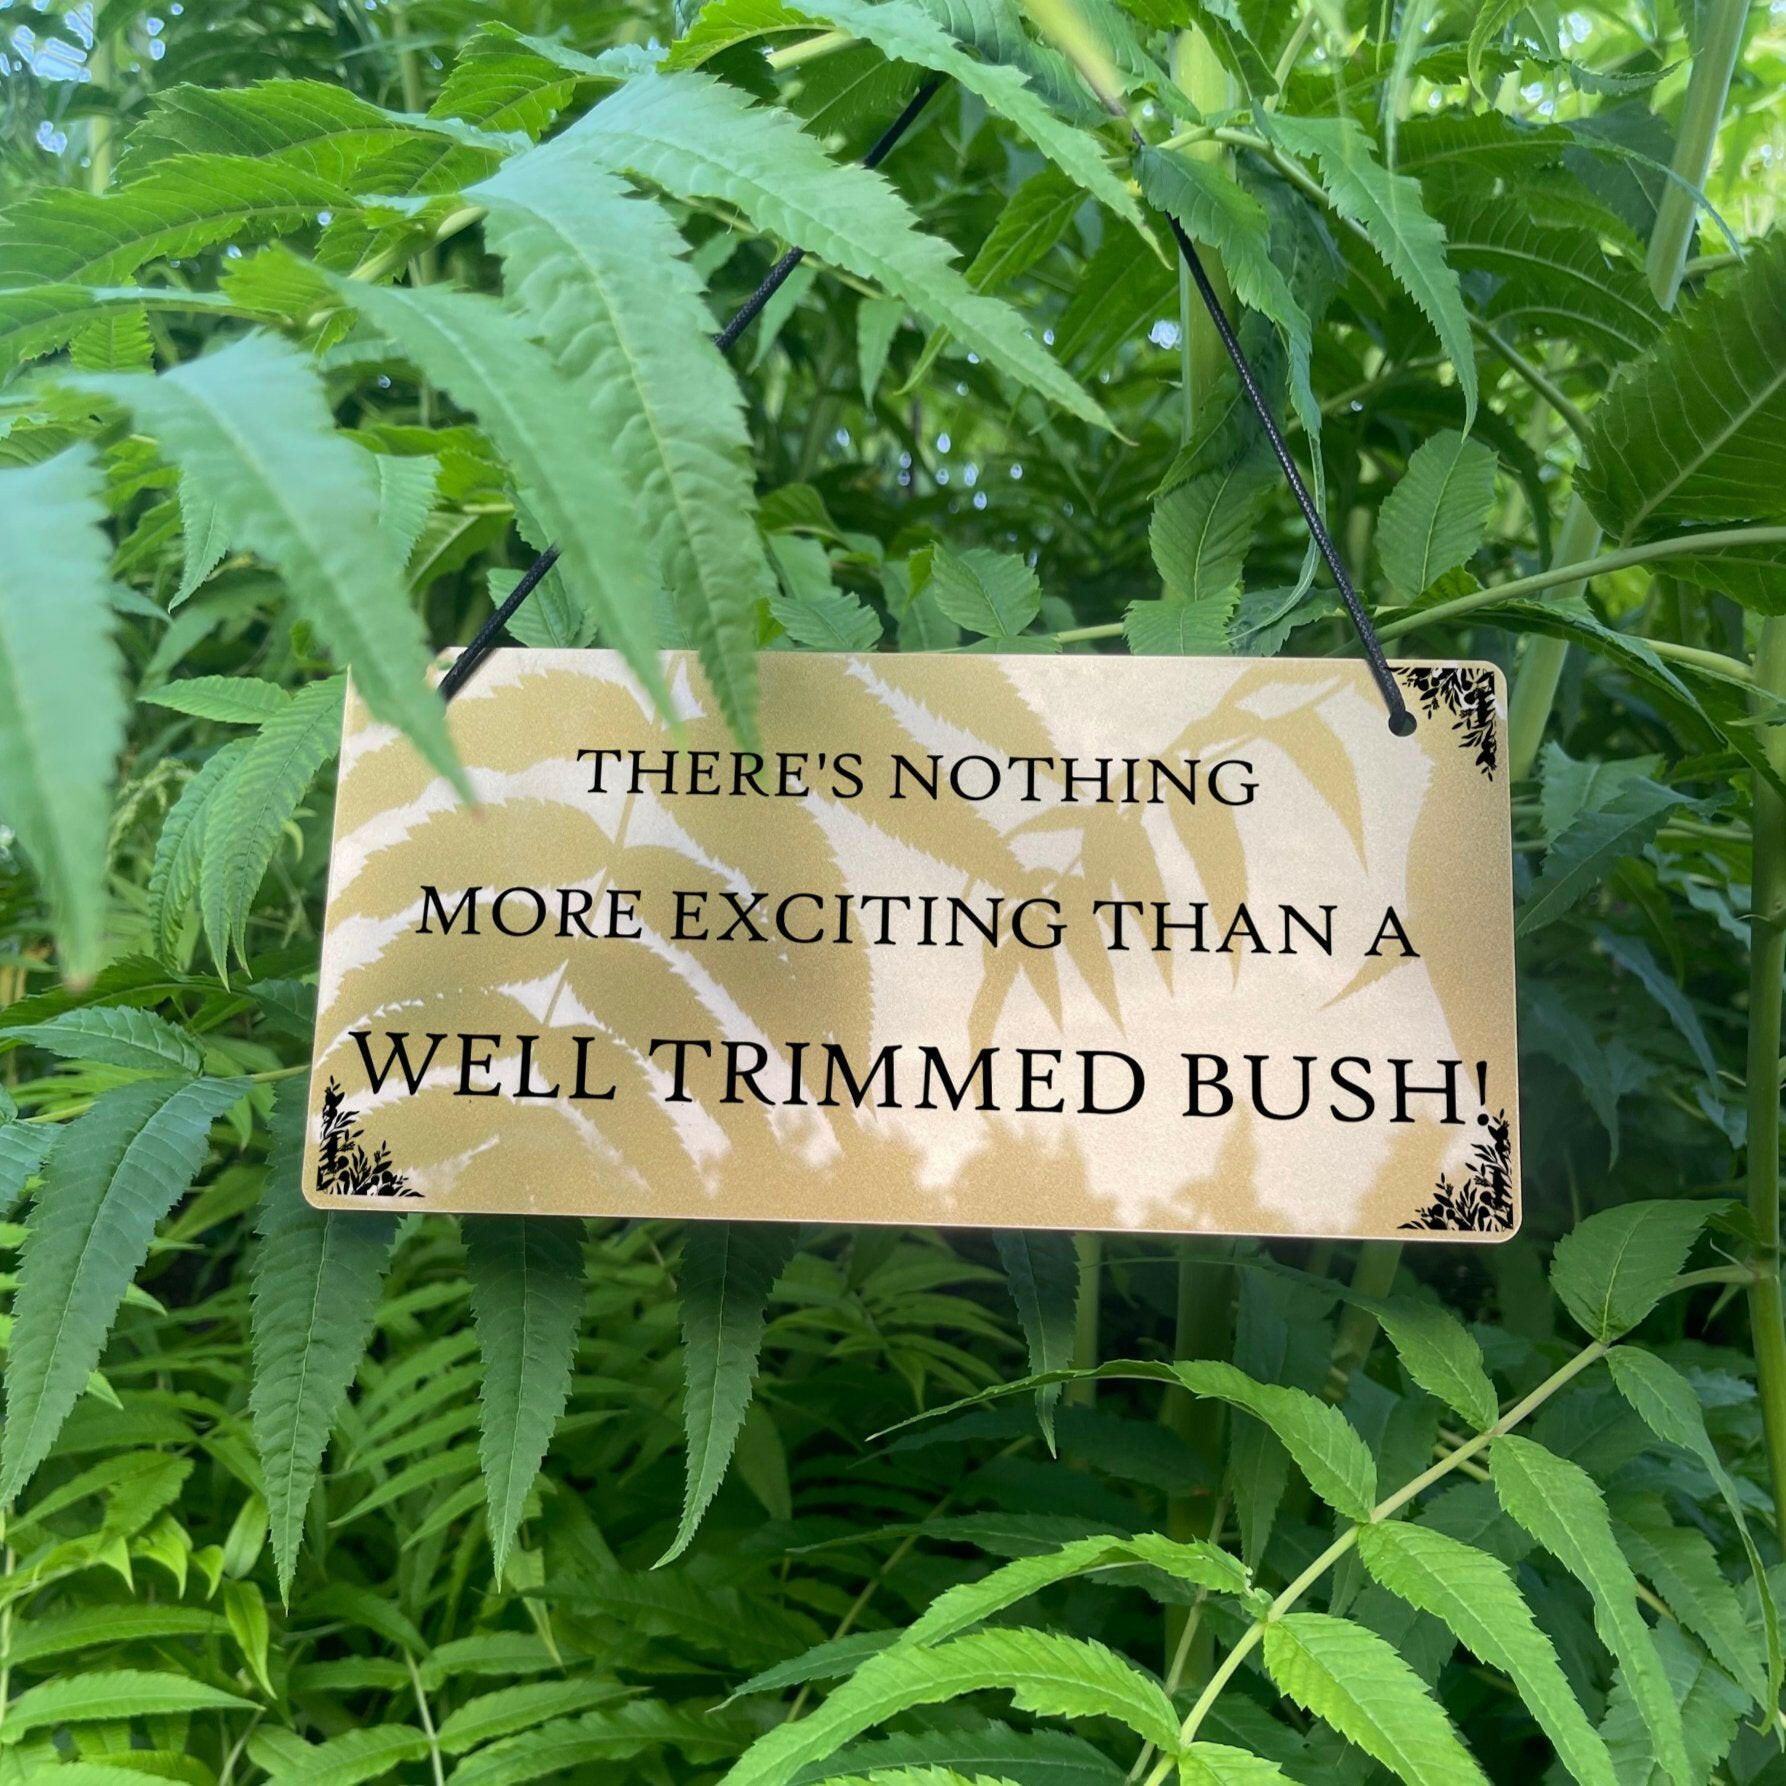 THERE'S NOTHING
MORE EXCITING THAN A
WELL TRIMMED BUSH!